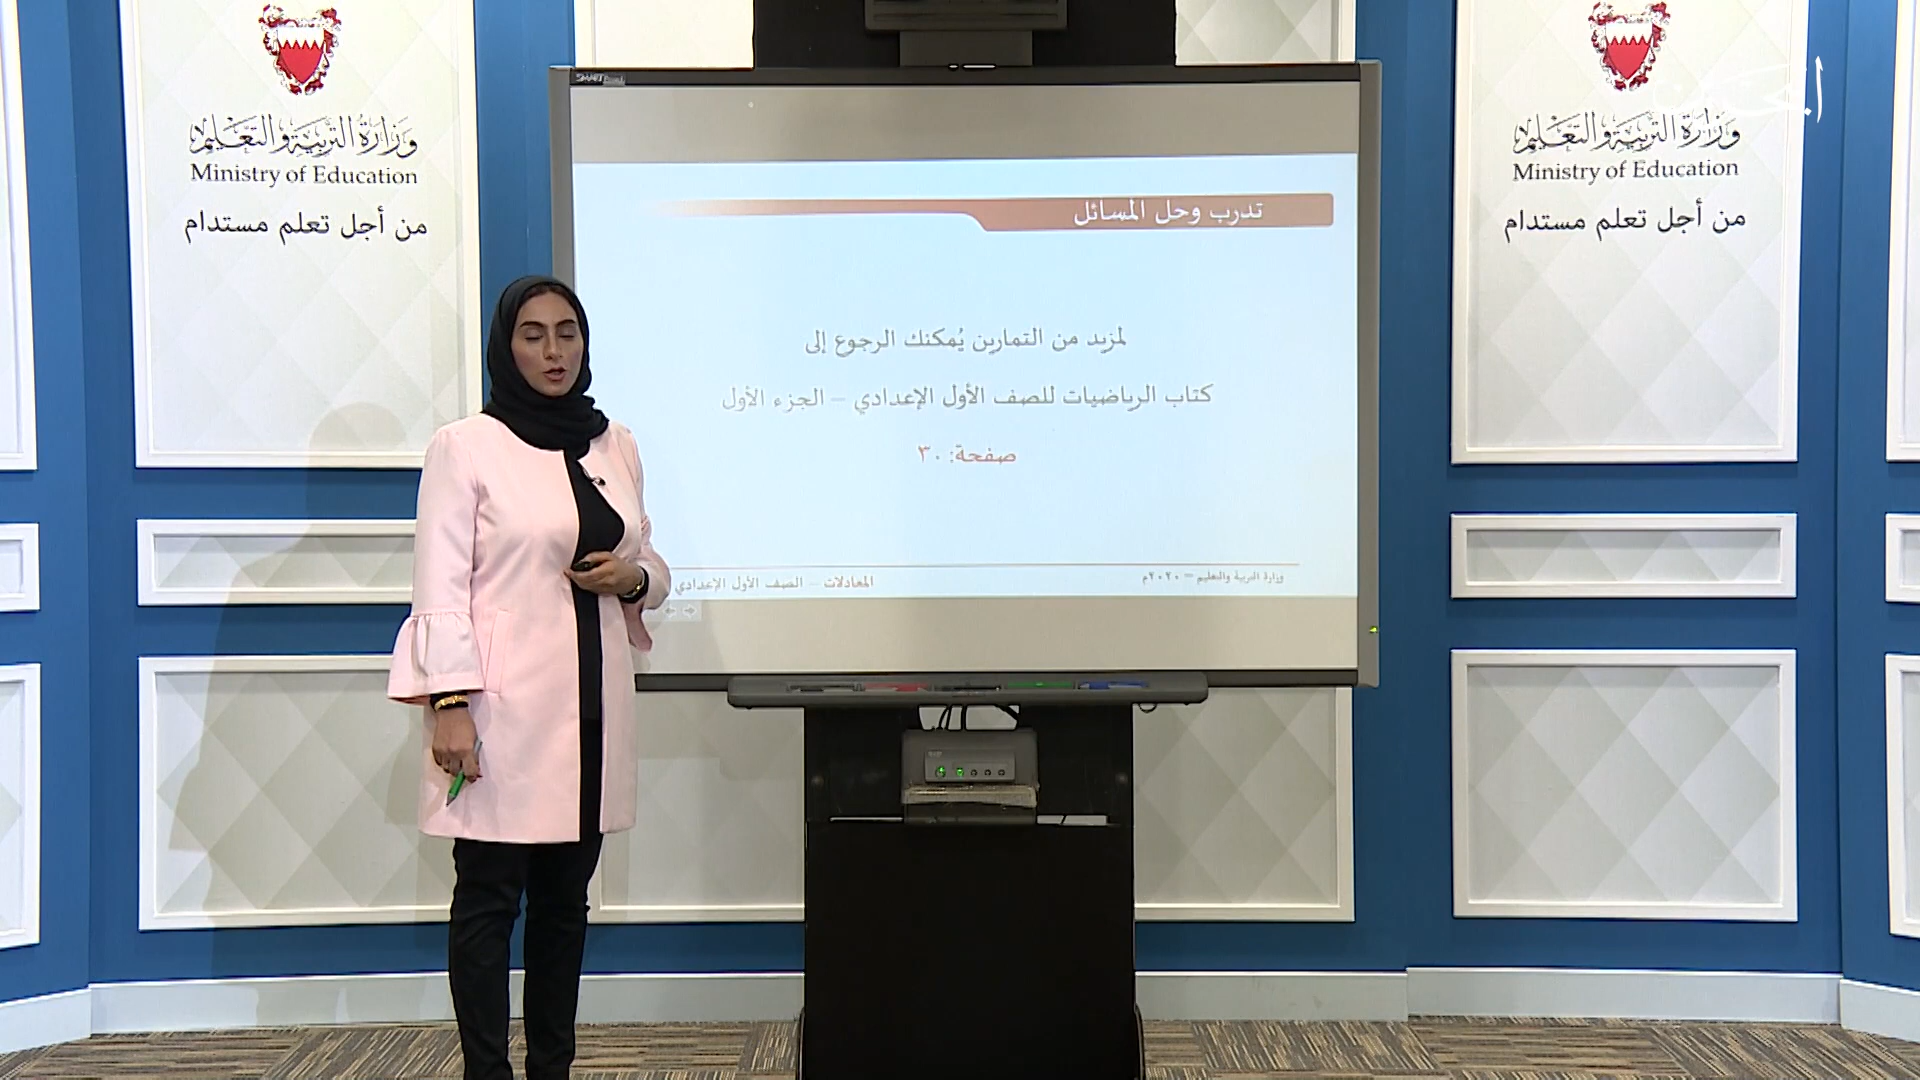 وزارة التربية والتعليم
Ministry of Education
من أجل تعلم مستدام
وزارة التربية والتعليم
Ministry of Education
من أجل تعلم مستدام
SMART Board
تدرب وحل المسائل
لمزيد من التمارين يُمكنك الرجوع إلى
كتاب الرياضيات للصف الأول الإعدادي – الجزء الأول
صفحة: ٣٠
وزارة التربية والتعليم – ٢٠٢٠م
المعادلات – الصف الأول الإعدادي